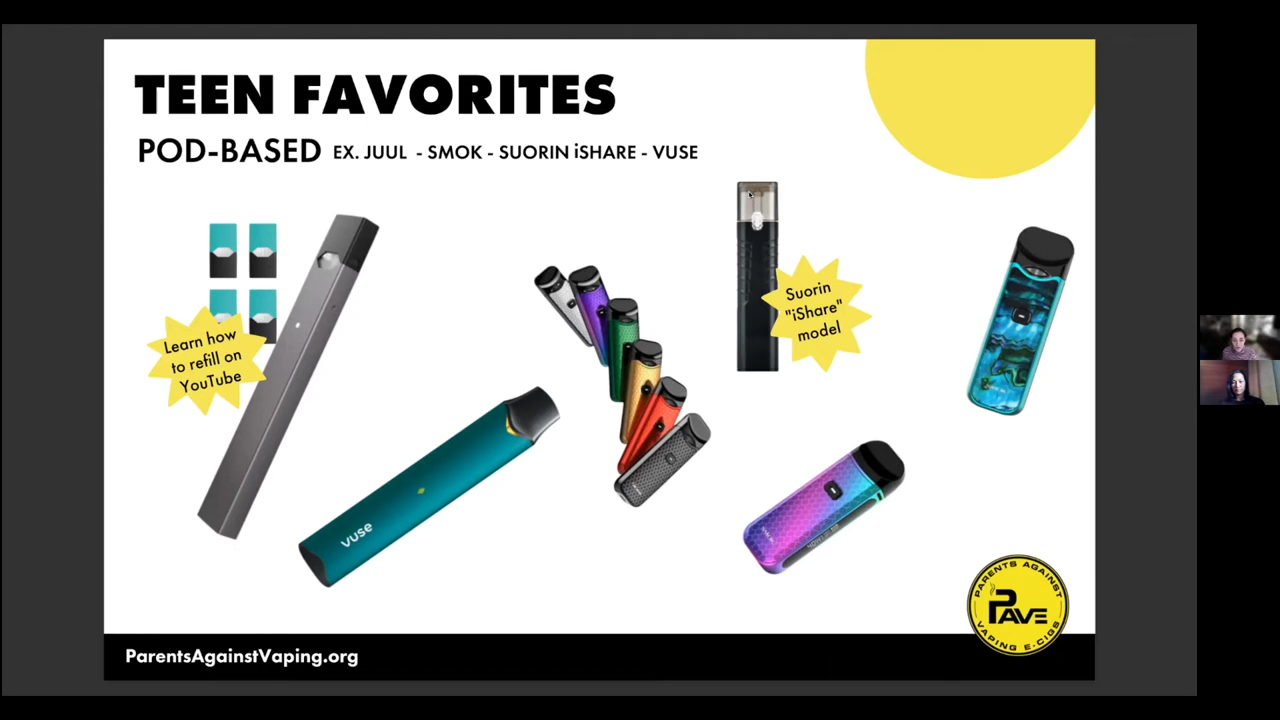 TEEN FAVORITES
POD-BASED EX. JUUL - SMOK - SUORIN iSHARE - VUSE
Learn how
to refill on
YouTube
vuse
Suorin
"iShare"
model
PARENTS AGAINST
PAVE
VAPING E-CIGS
ParentsAgainstVaping.org